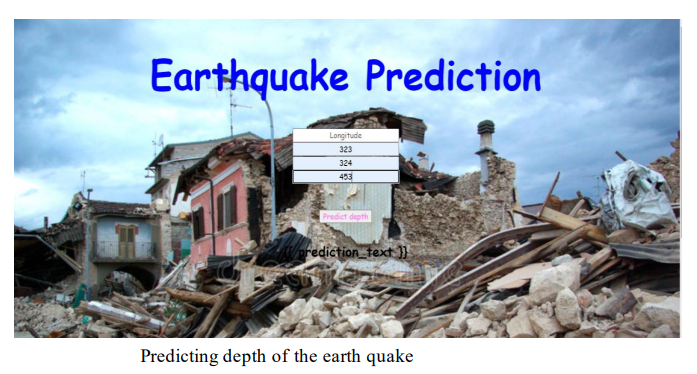 Earthquake Prediction
Longitude
323
324
453
Predict depth
{{ prediction_text }}
Predicting depth of the earth quake